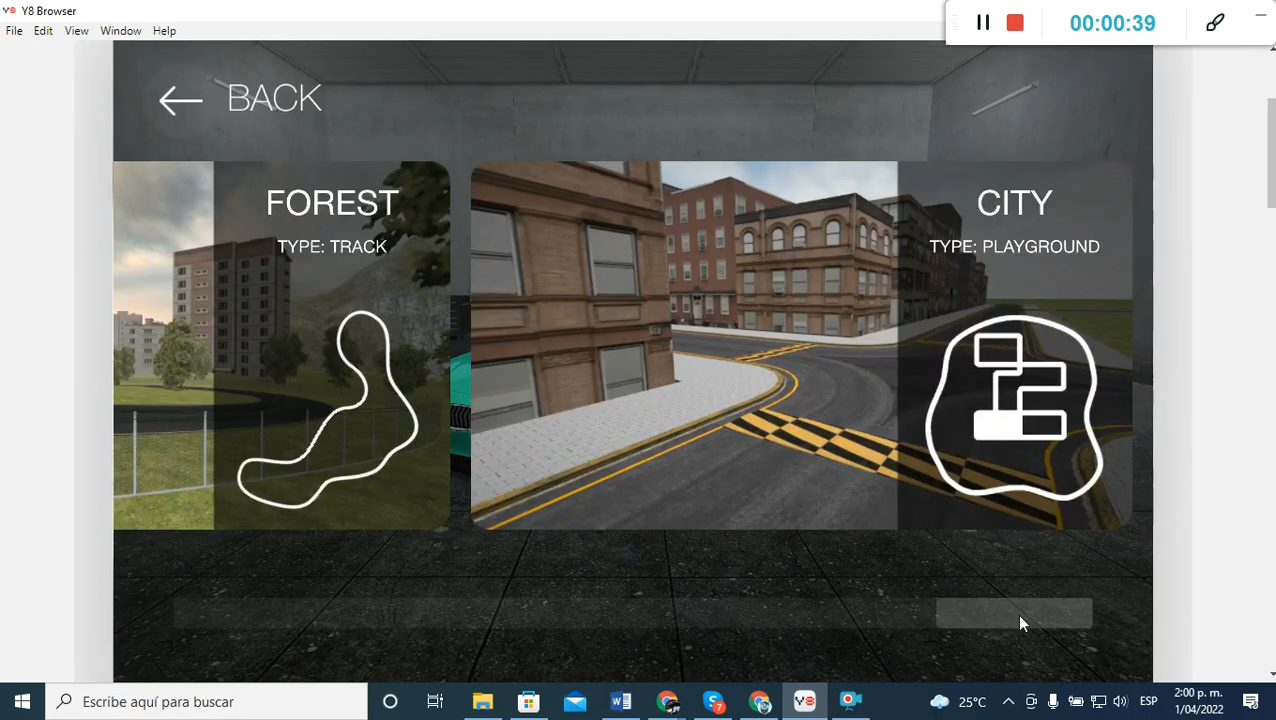 Y8 Browser
File Edit View Window Help
00:00:39
BACK
FOREST
TYPE: TRACK
CITY
TYPE: PLAYGROUND
Escribe aquí para buscar
25°C
ESP
2:00 p. m.
1/04/2022